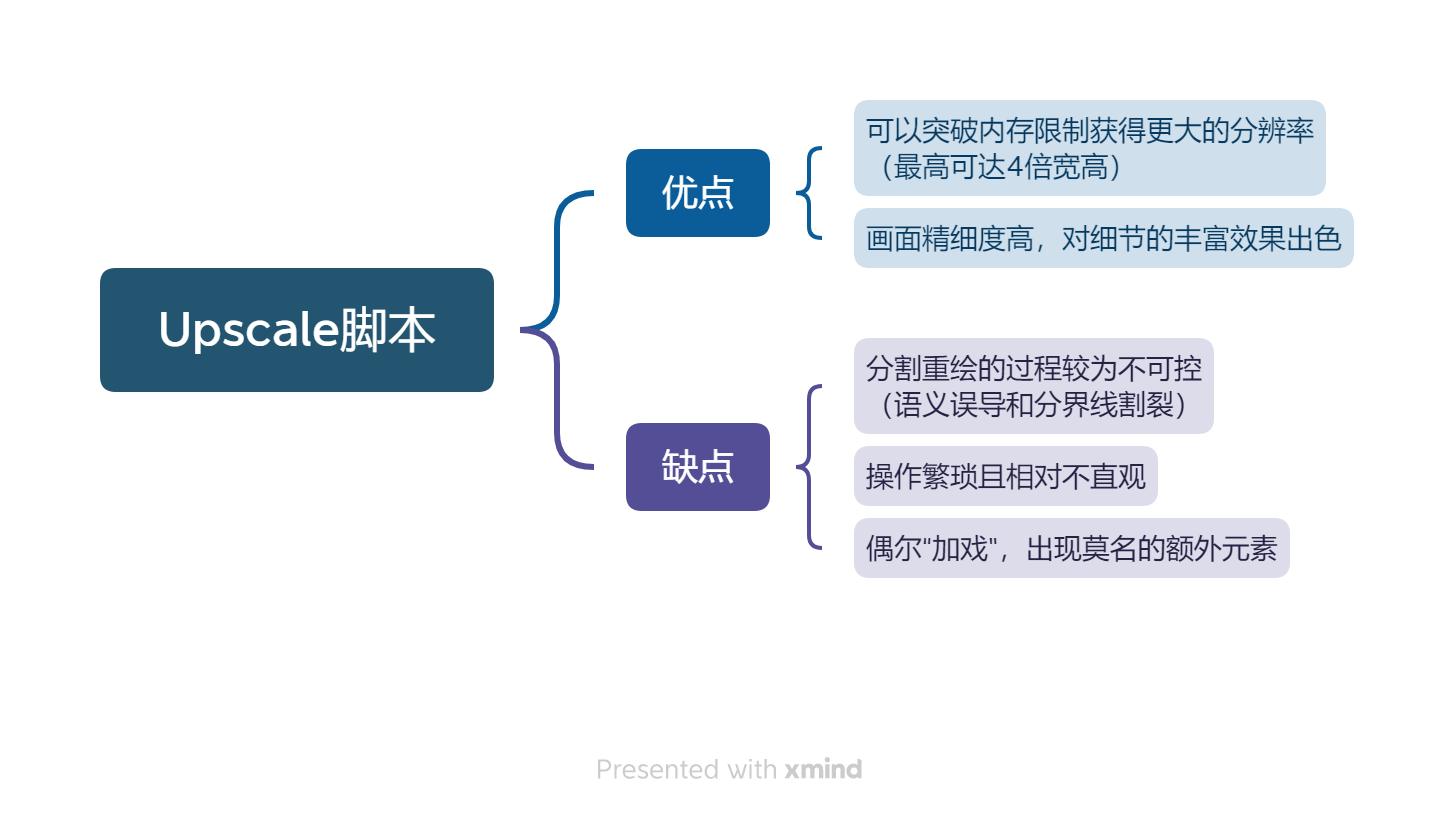 Upscale脚本
优点
可以突破内存限制获得更大的分辨率
（最高可达4倍宽高）
画面精细度高，对细节的丰富效果出色
缺点
分割重绘的过程较为不可控
（语义误导和分界线割裂）
操作繁琐且相对不直观
偶尔"加戏"，出现莫名的额外元素
Presented with xmind